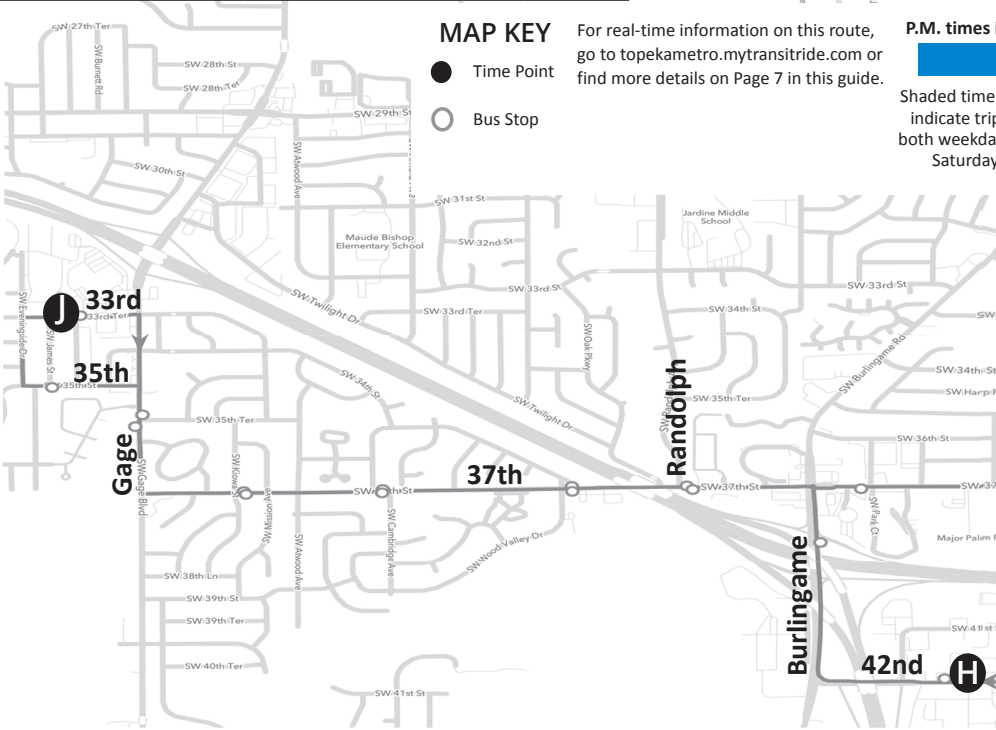 MAP KEY
Time Point
Bus Stop
For real-time information on this route,
go to topekametro.mytransitride.com or
find more details on Page 7 in this guide.
P.M. times i
Shaded time
indicate trip
both weekda
Saturday
SW 27th Ter
SW Burnett Rd
SW 28th St
SW 28th Ter
SW 29th St
SW Atwood Ave
SW 30th St
SW 31st St
Maude Bishop
Elementary School
SW 32nd St
Jardine Middle
School
SW 33rd St
SW 33rd St
J
33rd
33rd Ter
SW Eveningside Dr
SW James St
SW Twilight Dr
SW 33rd Ter
SW 34th St
SW Oak Pkwy
SW Burlingame Rd
SW 34th St
35th
35th St
SW 34th St
SW Twilight Dr
Randolph
SW 35th Ter
SW Harp
SW 35th Ter
SW 36th St
Gage
SW Gage Blvd
SW Kiowa St
SW Mission Ave
37th
SW 37th St
SW 37
SW Atwood Ave
SW Cambridge Ave
SW Wood Valley Dr
SW Park Ct
Major Palm
SW 38th Ln
SW 39th St
SW 39th Ter
SW 40th Ter
SW 41st St
Burlingame
SW 41st
42nd
H